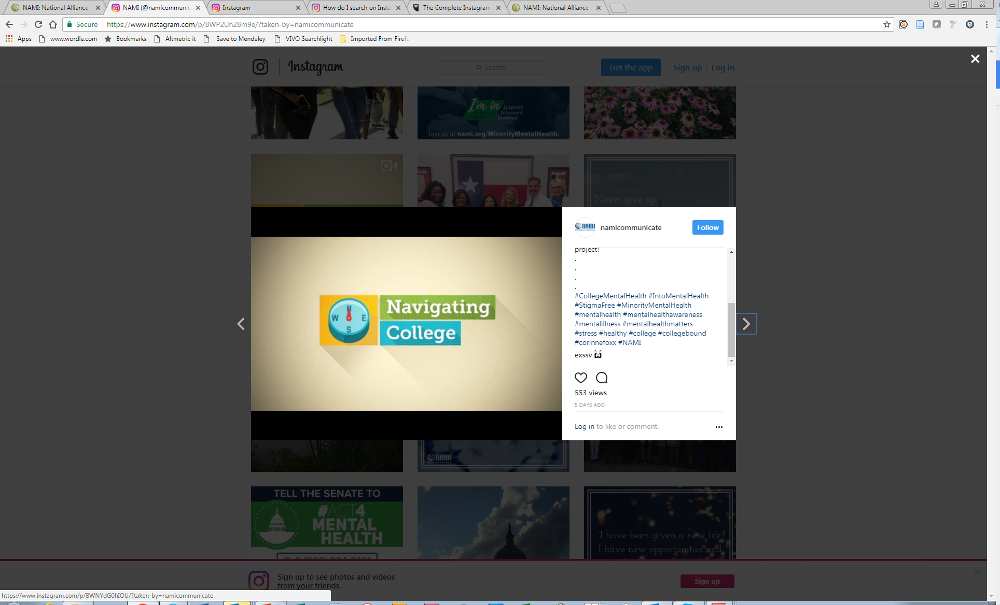 NAMI: National Alliance
NAMI (@namicommunic
Instagram
How do I search on Insta
The Complete Instagram
NAMI: National Alliance
Secure
https://www.instagram.com/p/BWP2Uh2Bm9e/?taken-by=namicommunicate
Apps
www.wordle.com
Bookmarks
Altmetric it
Save to Mendeley
VIVO Searchlight
Imported From Firefo
Instagram
Search
Get the app
Sign up | Log in
I'm in
Inspired
Informed
Involved
Join us at nami.org/MinorityMentalHealth.
"Never give up,
NAMI
namicommunicate
Follow
project!
.
.
.
.
#CollegeMentalHealth #IntoMentalHealth
#StigmaFree #MinorityMentalHealth
#mentalhealth #mentalhealthawareness
#mentalillness #mentalhealthmatters
#stress #healthy #college #collegebound
#corinnefoxx #NAMI
exssv
N
W E
S
Navigating
College
553 views
5 DAYS AGO
Log in to like or comment.
NAMI
TELL THE SENATE TO
#ACT4
MENTAL
HEALTH
"I have been given a new life
I have new opportunities and
Sign up to see photos and videos
from your friends.
Sign up
https://www.instagram.com/p/BWNYdG0hIOU/?taken-by=namicommunicate